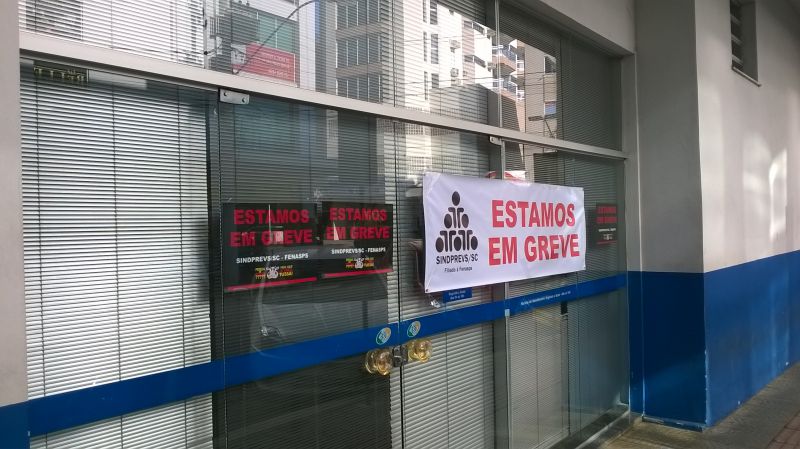 ESTAMOS
EM GREVE
SINDPREVS/SC - FENASPS
ESTAMOS
EM GREVE
SINDPREVS/SC - FENASPS
SINDPREVS/SC
Filiado à Fenasps
ESTAMOS
EM GREVE
ESTAMOS
EM GREVE